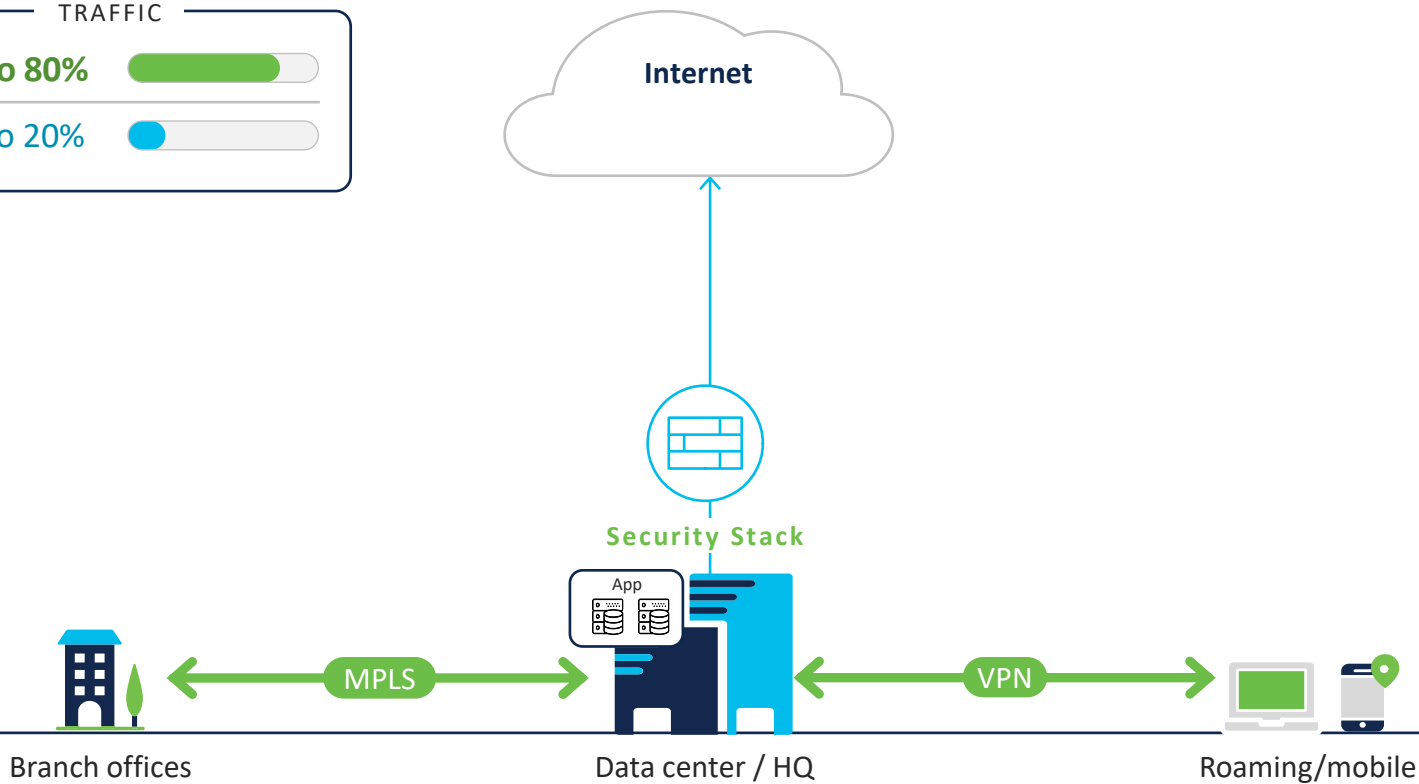 TRAFFIC
o 80%
o 20%
Internet
Security Stack
App
MPLS
VPN
Branch offices
Data center / HQ
Roaming/mobile